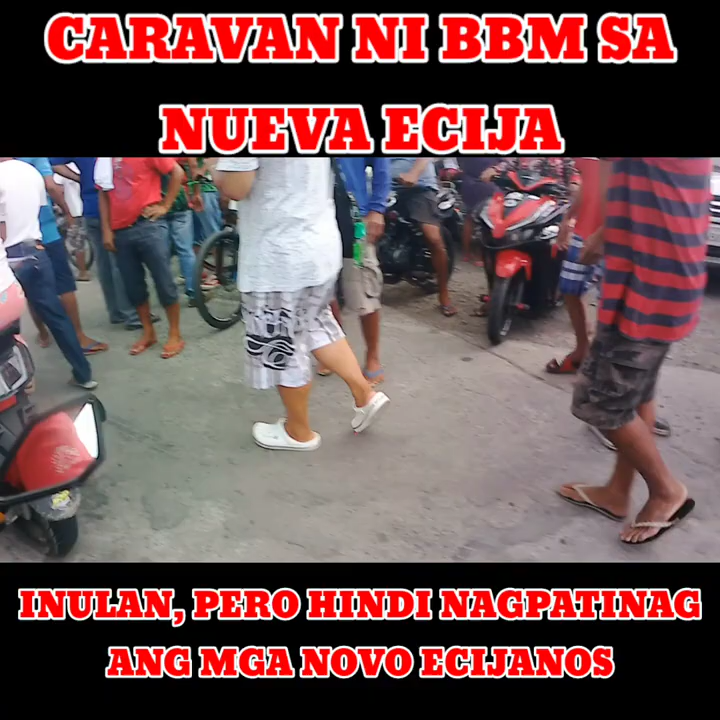 CARAVAN NI BBM SA
NUEVA ECIJA
INULAN, PERO HINDI NAGPATINAG
ANG MGA NOVO ECIJANOS